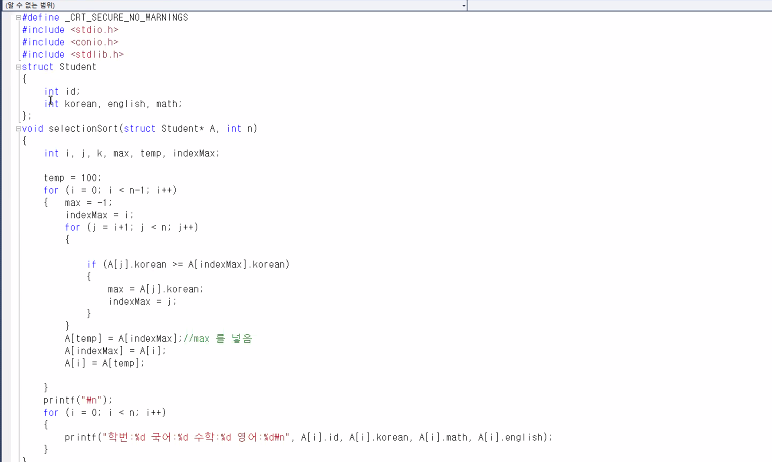 (알 수 없는 범위)
#define _CRT_SECURE_NO_WARNINGS
#include <stdio.h>
#include <conio.h>
#include <stdlib.h>
struct Student
{
    int id;
    int korean, english, math;
};
void selectionSort(struct Student* A, int n)
{
    int i, j, k, max, temp, indexMax;

    temp = 100;
    for (i = 0; i < n-1; i++)
    {   max = -1;
        indexMax = i;
        for (j = i+1; j < n; j++)
        {

            if (A[j].korean >= A[indexMax].korean)
            {
                max = A[j].korean;
                indexMax = j;
            }
        }
        A[temp] = A[indexMax];//max 를 넣음
        A[indexMax] = A[i];
        A[i] = A[temp];

    }
    printf("₩n");
    for (i = 0; i < n; i++)
    {
        printf("학번:%d 국어:%d 수학:%d 영어:%d₩n", A[i].id, A[i].korean, A[i].math, A[i].english);
    }
}